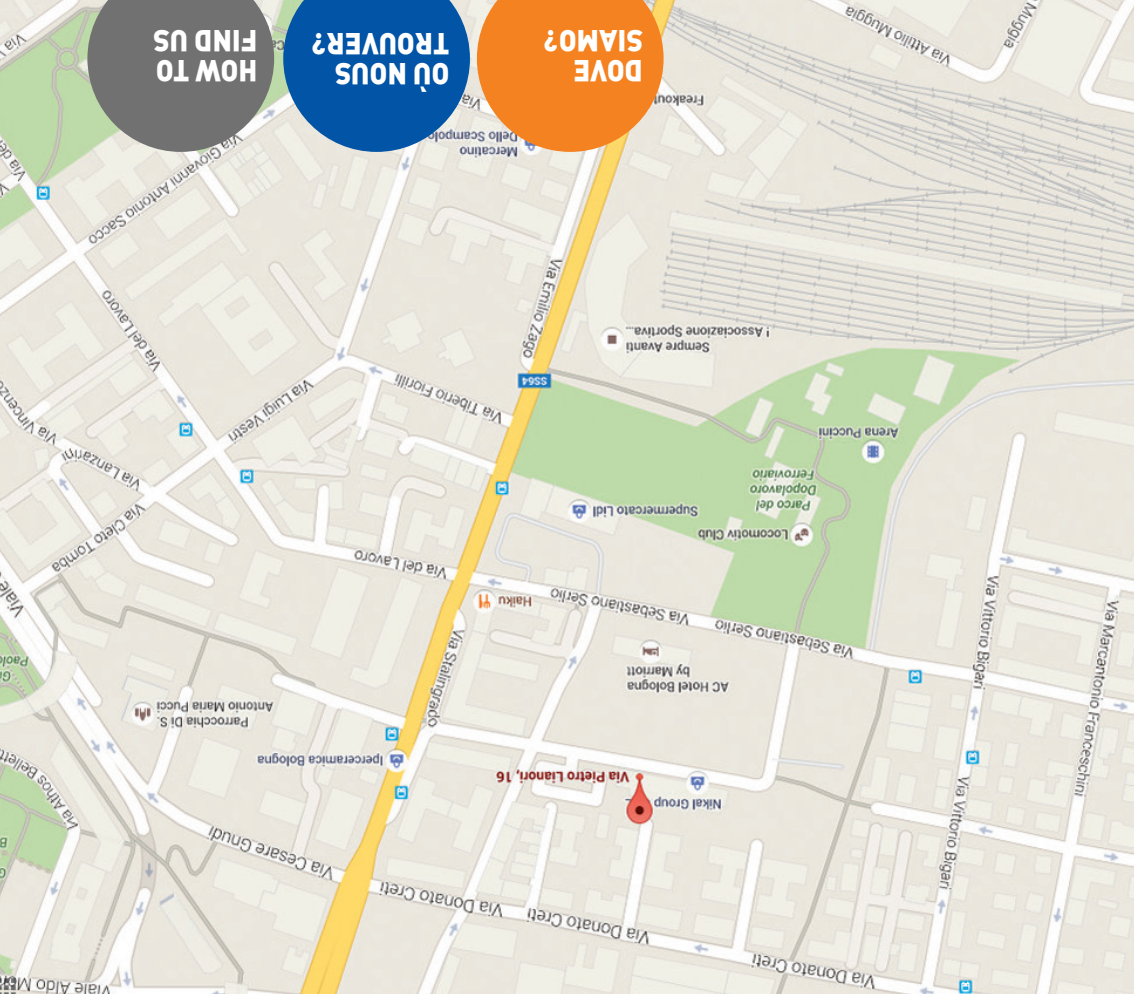 Via Donato Creti
Via Donato Creti
Via Donato Creti
Via Cesare Gnudi
Via Vittorio Bigari
Via Marcantonio Franceschini
Via Vittorio Bigari
Nikal Group
Via Pietro Lianori, 16
Iperceramica Bologna
Parrocchia Di S.
Antonio Maria Pucci
AC Hotel Bologna
by Marriott
Via Stalingrado
Via Sebastiano Serlio
Via Sebastiano Serlio
Haiku
Via del Lavoro
Via Cleto Tomba
Locomotiv Club
Supermercato Lidl
Parco del
Dopolavoro
Ferroviario
Arena Puccini
Via Lanzarini
Via Luigi Vestri
Via Tiberio Fiorilli
SS64
Via Vincenzo
Sempre Avanti
! Associazione Sportiva...
Via Emilio Zago
Via del Lavoro
Via Giovanni Antonio Sacco
Mercatino
Dello Scampolo
Freakout
Via Attilio Muggia
DOVE
SIAMO?
OÙ NOUS
TROUVER?
HOW TO
FIND US